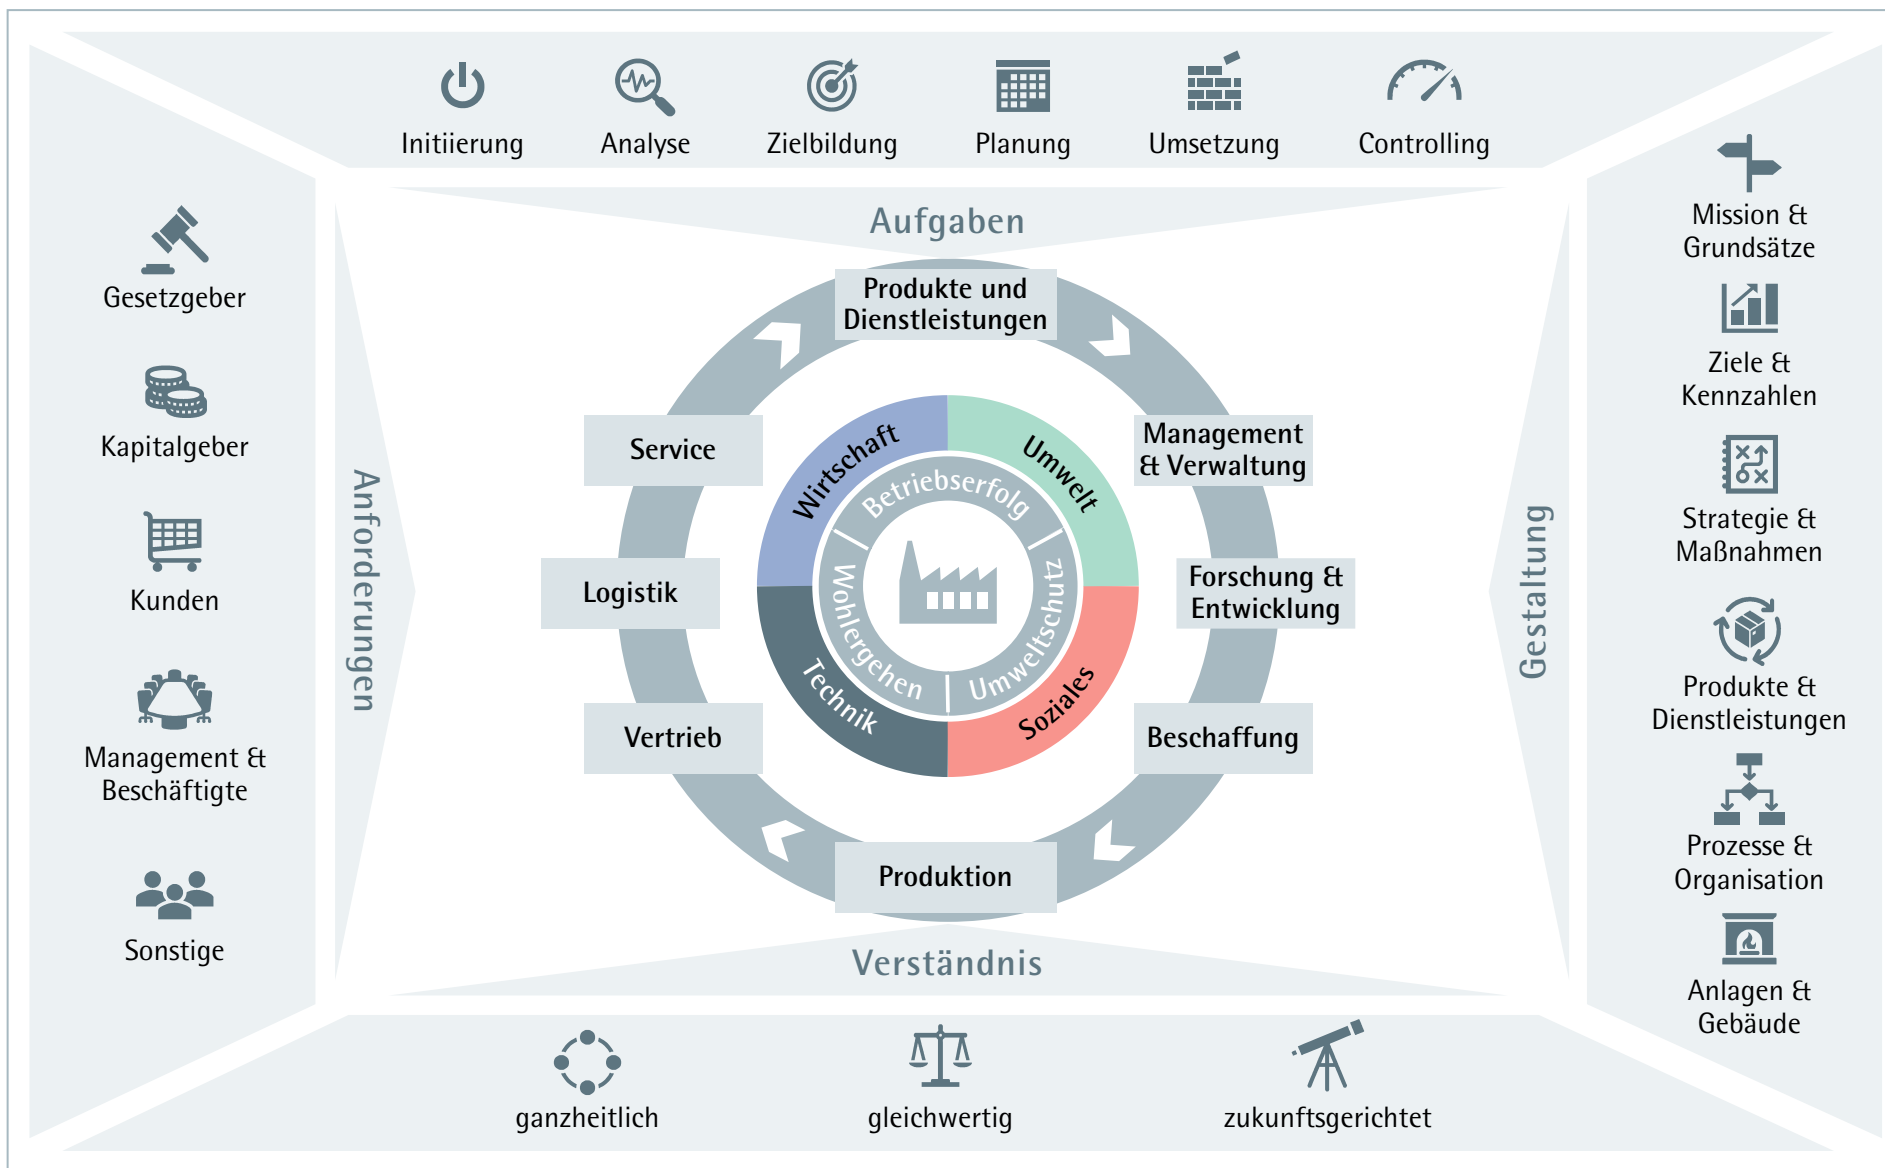 Initiierung
Analyse
Zielbildung
Planung
Umsetzung
Controlling
Aufgaben
Gesetzgeber
Kapitalgeber
Kunden
Management &
Beschäftigte
Sonstige
Anforderungen
Produkte und
Dienstleistungen
Management
& Verwaltung
Forschung &
Entwicklung
Beschaffung
Produktion
Vertrieb
Logistik
Service
Wirtschaft
Umwelt
Soziales
Technik
Betriebserfolg
Umweltschutz
Wohlergehen
Gestaltung
Mission &
Grundsätze
Ziele &
Kennzahlen
Strategie &
Maßnahmen
Produkte &
Dienstleistungen
Prozesse &
Organisation
Anlagen &
Gebäude
Verständnis
ganzheitlich
gleichwertig
zukunftsgerichtet